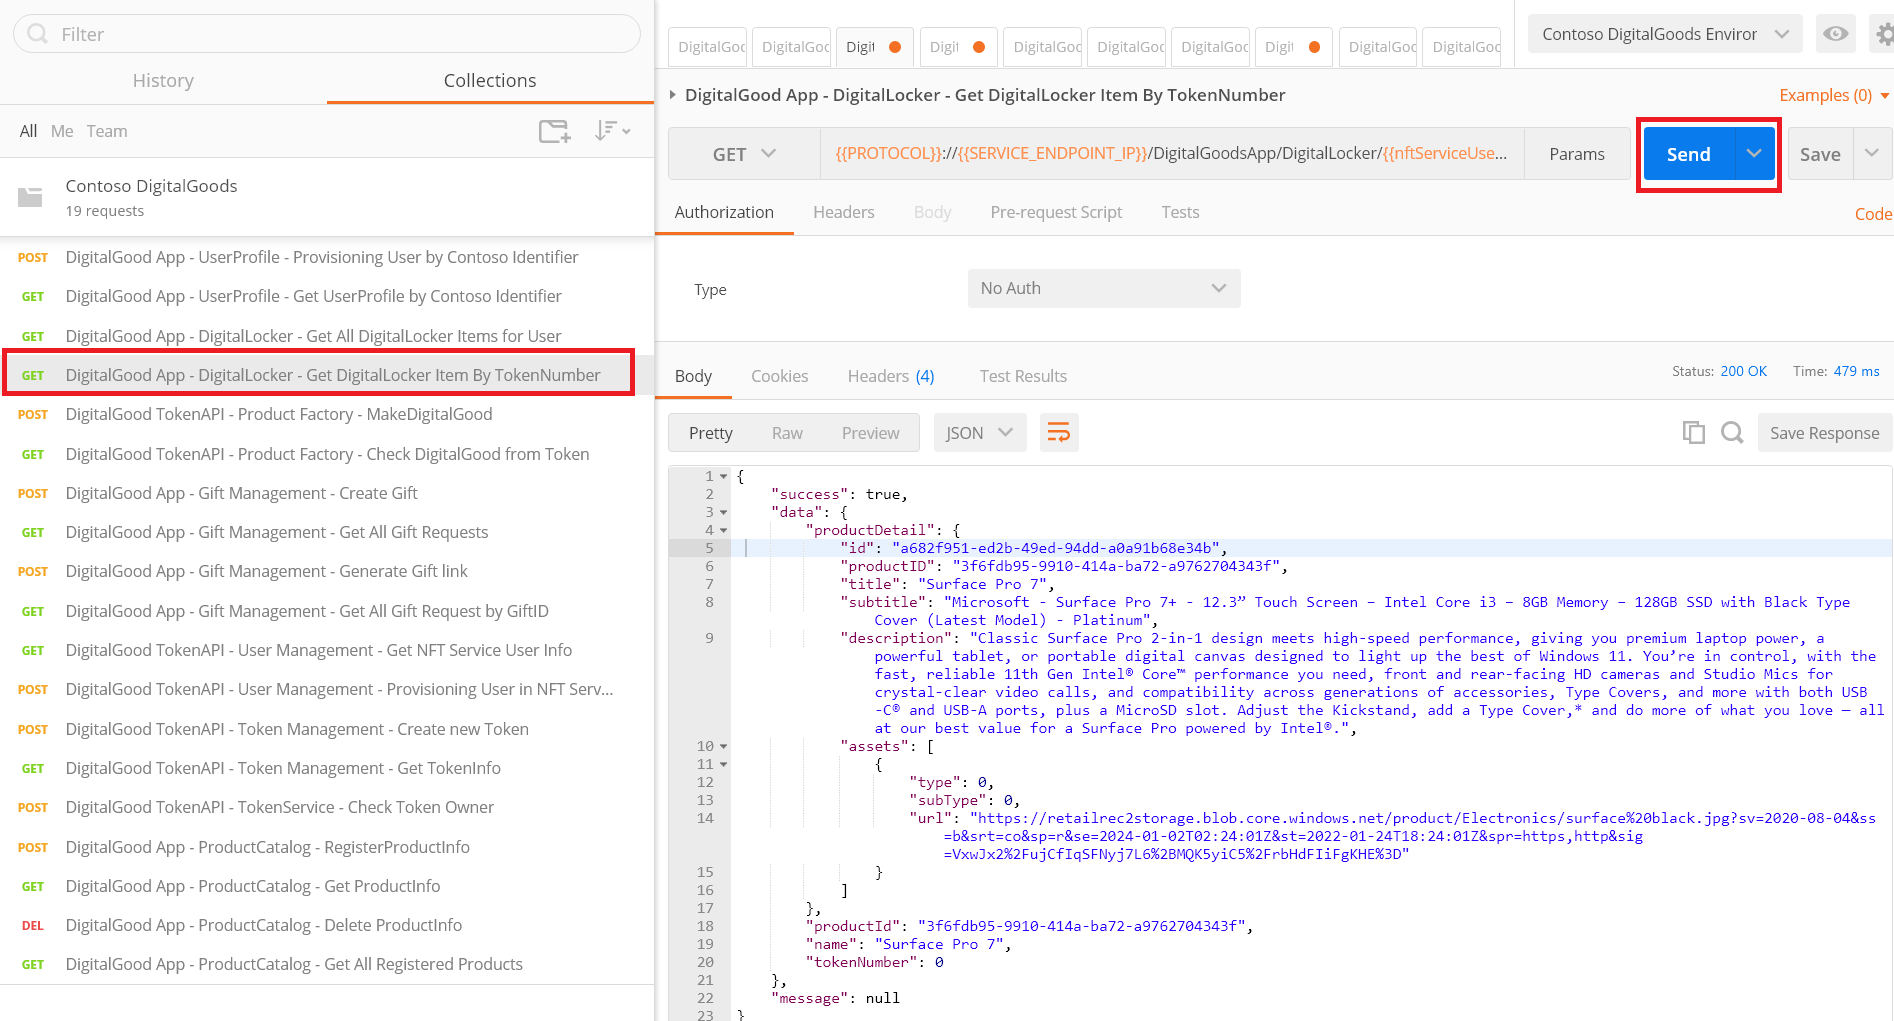 Filter
History
Collections
All Me Team
Contoso DigitalGoods
19 requests
POST DigitalGood App - UserProfile - Provisioning User by Contoso Identifier
GET DigitalGood App - UserProfile - Get UserProfile by Contoso Identifier
GET DigitalGood App - DigitalLocker - Get All DigitalLocker Items for User
GET DigitalGood App - DigitalLocker - Get DigitalLocker Item By TokenNumber
POST DigitalGood TokenAPI - Product Factory - MakeDigitalGood
GET DigitalGood TokenAPI - Product Factory - Check DigitalGood from Token
POST DigitalGood App - Gift Management - Create Gift
GET DigitalGood App - Gift Management - Get All Gift Requests
POST DigitalGood App - Gift Management - Generate Gift link
GET DigitalGood App - Gift Management - Get All Gift Request by GiftID
GET DigitalGood TokenAPI - User Management - Get NFT Service User Info
POST DigitalGood TokenAPI - User Management - Provisioning User in NFT Serv...
POST DigitalGood TokenAPI - Token Management - Create new Token
GET DigitalGood TokenAPI - Token Management - Get TokenInfo
POST DigitalGood TokenAPI - TokenService - Check Token Owner
POST DigitalGood App - ProductCatalog - RegisterProductInfo
GET DigitalGood App - ProductCatalog - Get ProductInfo
DEL DigitalGood App - ProductCatalog - Delete ProductInfo
GET DigitalGood App - ProductCatalog - Get All Registered Products
DigitalGoo DigitalGoo Digit Digit DigitalGoo DigitalGoo DigitalGoo Digit DigitalGoo DigitalGoo
Contoso DigitalGoods Enviror
DigitalGood App - DigitalLocker - Get DigitalLocker Item By TokenNumber
Examples (0)
GET {{PROTOCOL}}://{{SERVICE_ENDPOINT_IP}}/DigitalGoodsApp/DigitalLocker/{{nftServiceUse... Params Send Save
Authorization Headers Body Pre-request Script Tests Code
Type No Auth
Body Cookies Headers (4) Test Results Status: 200 OK Time: 479 ms
Pretty Raw Preview JSON Save Response
1 {
2 "success": true,
3 "data": {
4 "productDetail": {
5 "id": "a682f951-ed2b-49ed-94dd-a0a91b68e34b",
6 "productID": "3f6fdb95-9910-414a-ba72-a9762704343f",
7 "title": "Surface Pro 7",
8 "subtitle": "Microsoft - Surface Pro 7+ - 12.3” Touch Screen – Intel Core i3 – 8GB Memory – 128GB SSD with Black Type
Cover (Latest Model) - Platinum",
9 "description": "Classic Surface Pro 2-in-1 design meets high-speed performance, giving you premium laptop power, a
powerful tablet, or portable digital canvas designed to light up the best of Windows 11. You’re in control, with the
fast, reliable 11th Gen Intel® Core™ performance you need, front and rear-facing HD cameras and Studio Mics for
crystal-clear video calls, and compatibility across generations of accessories, Type Covers, and more with both USB
-C® and USB-A ports, plus a MicroSD slot. Adjust the Kickstand, add a Type Cover,* and do more of what you love — all
at our best value for a Surface Pro powered by Intel®.",
10 "assets": [
11 {
12 "type": 0,
13 "subType": 0,
14 "url": "https://retailrec2storage.blob.core.windows.net/product/Electronics/surface%20black.jpg?sv=2020-08-04&ss
=b&srt=co&sp=r&se=2024-01-02T02:24:01Z&st=2022-01-24T18:24:01Z&spr=https,http&sig
=VxwJx2%2FujCfIqSFNyj7L6%2BMQK5yiC5%2FrbHdFIiFgKHE%3D"
15 }
16 ]
17 },
18 "productId": "3f6fdb95-9910-414a-ba72-a9762704343f",
19 "name": "Surface Pro 7",
20 "tokenNumber": 0
21 },
22 "message": null
23 }